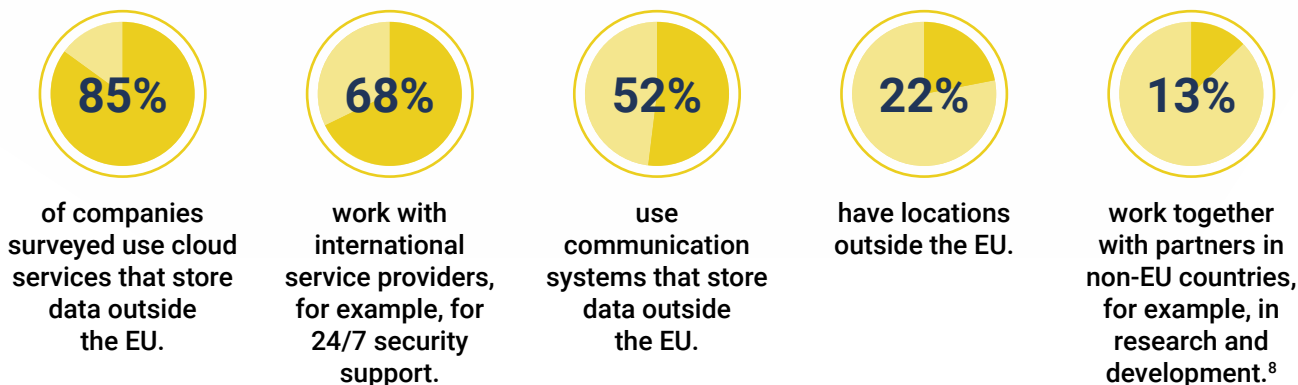 85%
of companies
surveyed use cloud
services that store
data outside
the EU.
68%
work with
international
service providers,
for example, for
24/7 security
support.
52%
use
communication
systems that store
data outside
the EU.
22%
have locations
outside the EU.
13%
work together
with partners in
non-EU countries,
for example, in
research and
development.⁸